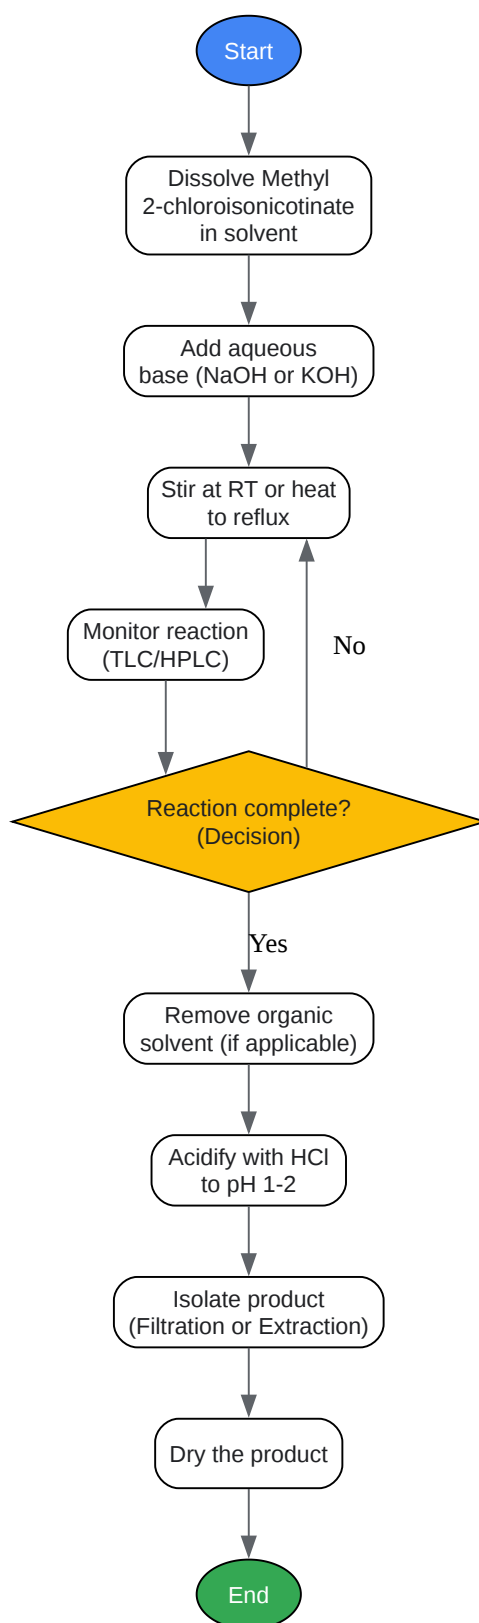 Start
Dissolve Methyl
2-chloroisonicotinate
in solvent
Add aqueous
base (NaOH or KOH)
Stir at RT or heat
to reflux
Monitor reaction
(TLC/HPLC)
No
Reaction complete?
(Decision)
Yes
Remove organic
solvent (if applicable)
Acidify with HCl
to pH 1-2
Isolate product
(Filtration or Extraction)
Dry the product
End